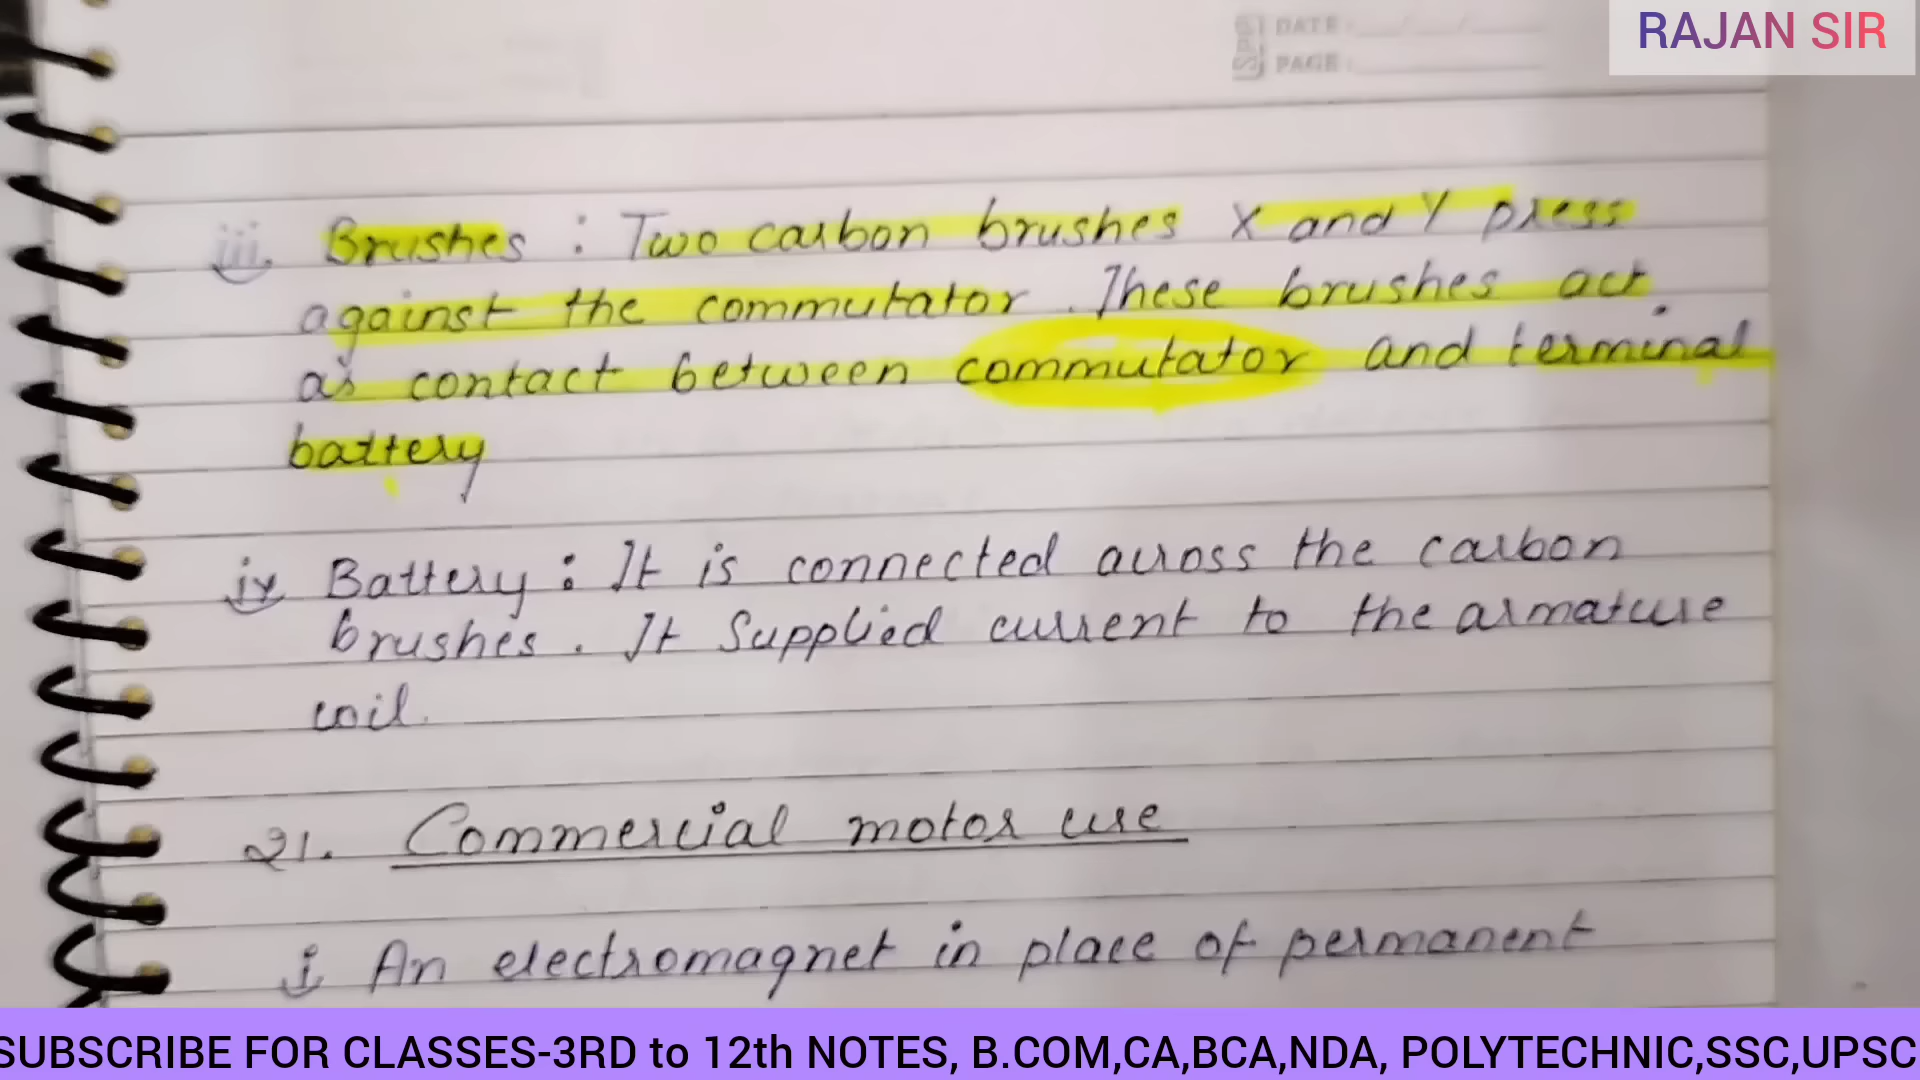 DATE :
PAGE :
RAJAN SIR
iii. Brushes : Two carbon brushes X and Y press
against the commutator. These brushes act
as contact between commutator and terminal
battery
iv Battery : It is connected across the carbon
brushes. It Supplied current to the armature
coil.
21. Commercial motor use
i An electromagnet in place of permanent
SUBSCRIBE FOR CLASSES-3RD to 12th NOTES, B.COM,CA,BCA,NDA, POLYTECHNIC,SSC,UPSC